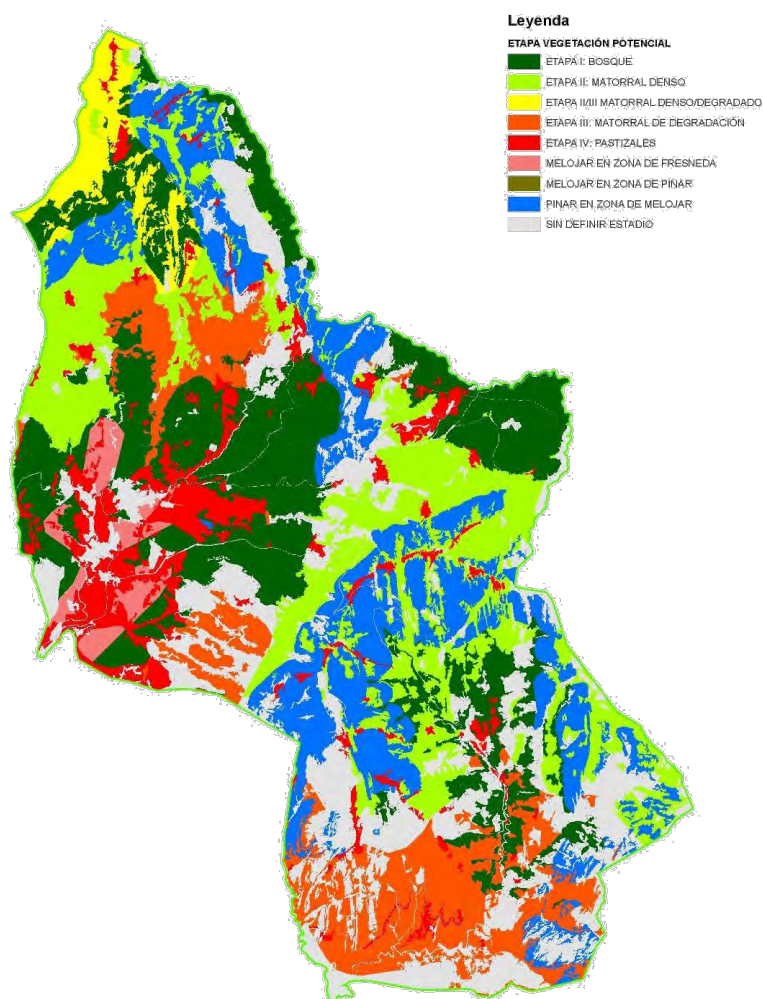 Leyenda
ETAPA VEGETACIÓN POTENCIAL
ETAPA I: BOSQUE
ETAPA II: MATORRAL DENSO
ETAPA II/III MATORRAL DENSO/DEGRADADO
ETAPA III: MATORRAL DE DEGRADACIÓN
ETAPA IV: PASTIZALES
MELOJAR EN ZONA DE FRESNEDA
MELOJAR EN ZONA DE PINAR
PINAR EN ZONA DE MELOJAR
SIN DEFINIR ESTADIO